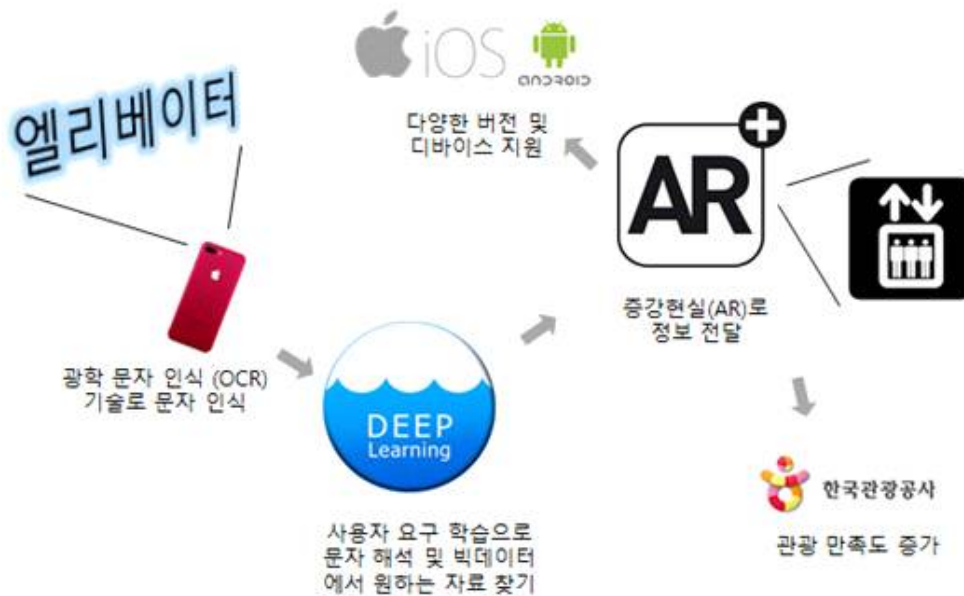 엘리베이터
광학 문자 인식 (OCR)
기술로 문자 인식
DEEP
Learning
사용자 요구 학습으로
문자 해석 및 빅데이터
에서 원하는 자료 찾기
iOS
ANDROID
다양한 버전 및
디바이스 지원
AR
증강현실(AR)로
정보 전달
한국관광공사
관광 만족도 증가